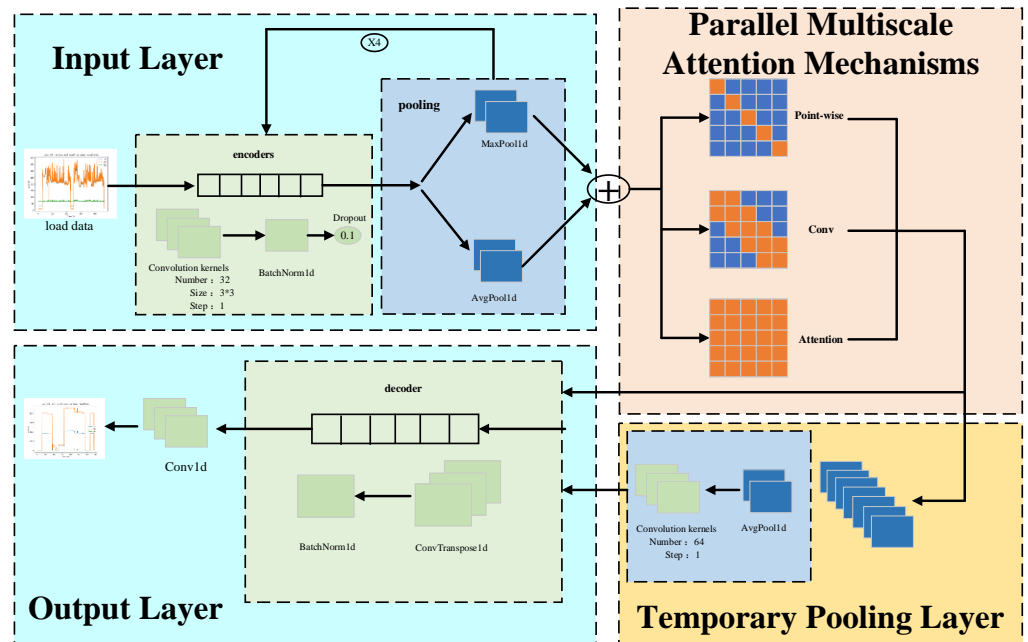 Input Layer
X4
pooling
MaxPool1d
AvgPool1d
encoders
load data
Dropout
0.1
Convolution kernels
Number：32
Size：3*3
Step：1
BatchNorm1d
Parallel Multiscale
Attention Mechanisms
Point-wise
Conv
Attention
decoder
Conv1d
BatchNorm1d
ConvTranspose1d
Output Layer
Convolution kernels
Number：64
Step：1
AvgPool1d
Temporary Pooling Layer